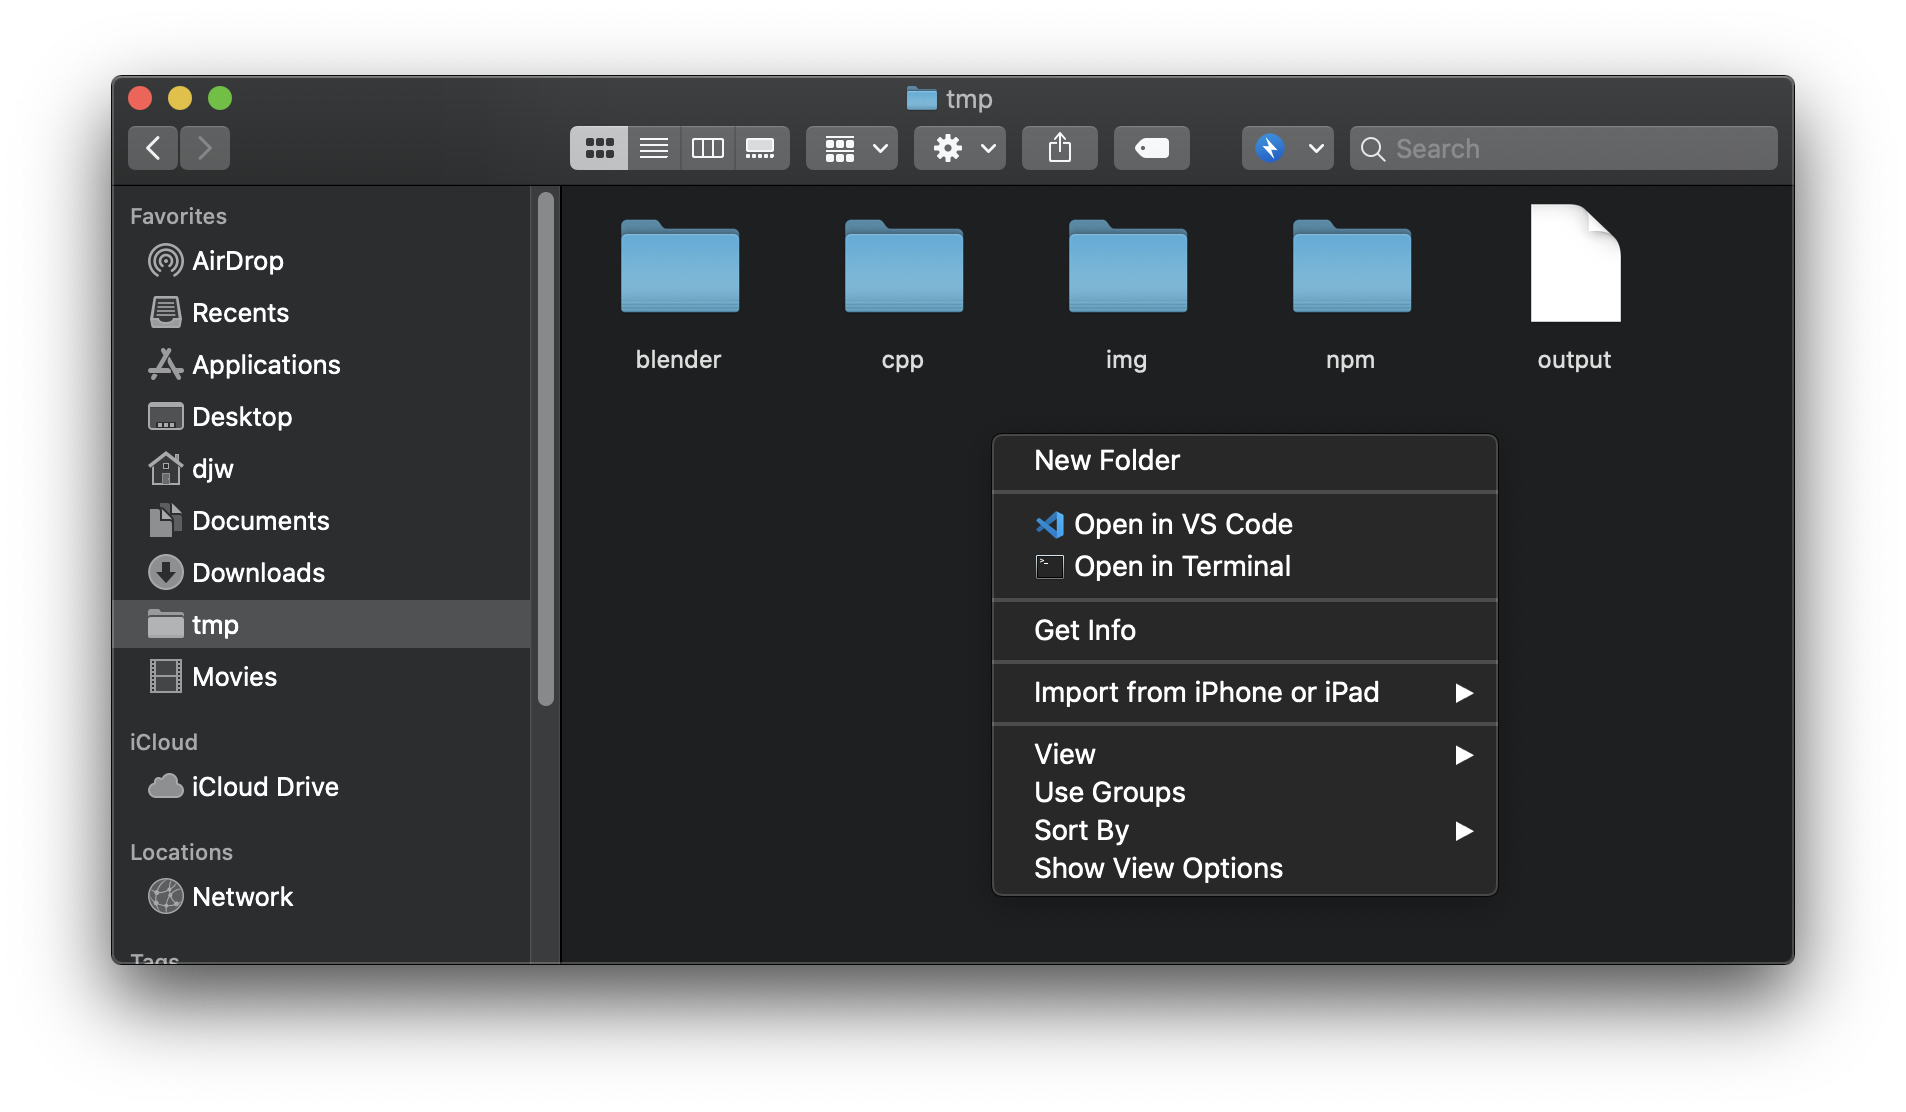 tmp
Search
Favorites
AirDrop
Recents
Applications
Desktop
djw
Documents
Downloads
tmp
Movies
iCloud
iCloud Drive
Locations
Network
Tags
blender
cpp
img
npm
output
New Folder
Open in VS Code
Open in Terminal
Get Info
Import from iPhone or iPad
View
Use Groups
Sort By
Show View Options